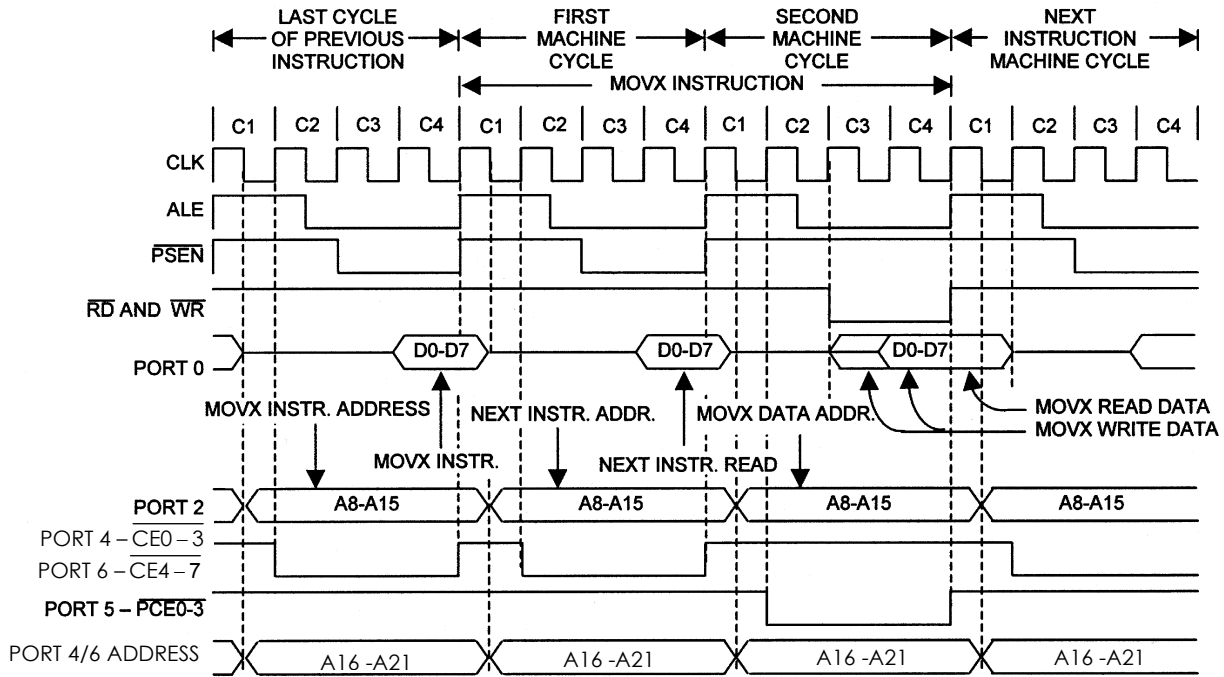 LAST CYCLE
OF PREVIOUS
INSTRUCTION
FIRST
MACHINE
CYCLE
SECOND
MACHINE
CYCLE
NEXT
INSTRUCTION
MACHINE CYCLE
MOVX INSTRUCTION
C1 C2 C3 C4 C1 C2 C3 C4 C1 C2 C3 C4 C1 C2 C3 C4
CLK
ALE
PSEN
RD AND WR
PORT 0
D0-D7 D0-D7 D0-D7
MOVX INSTR. ADDRESS
NEXT INSTR. ADDR.
MOVX DATA ADDR.
MOVX READ DATA
MOVX WRITE DATA
MOVX INSTR.
NEXT INSTR. READ
PORT 2
A8-A15 A8-A15 A8-A15 A8-A15
PORT 4 – CE0 – 3
PORT 6 – CE4 – 7
PORT 5 – PCE0-3
PORT 4/6 ADDRESS
A16 -A21 A16 -A21 A16 -A21 A16 -A21